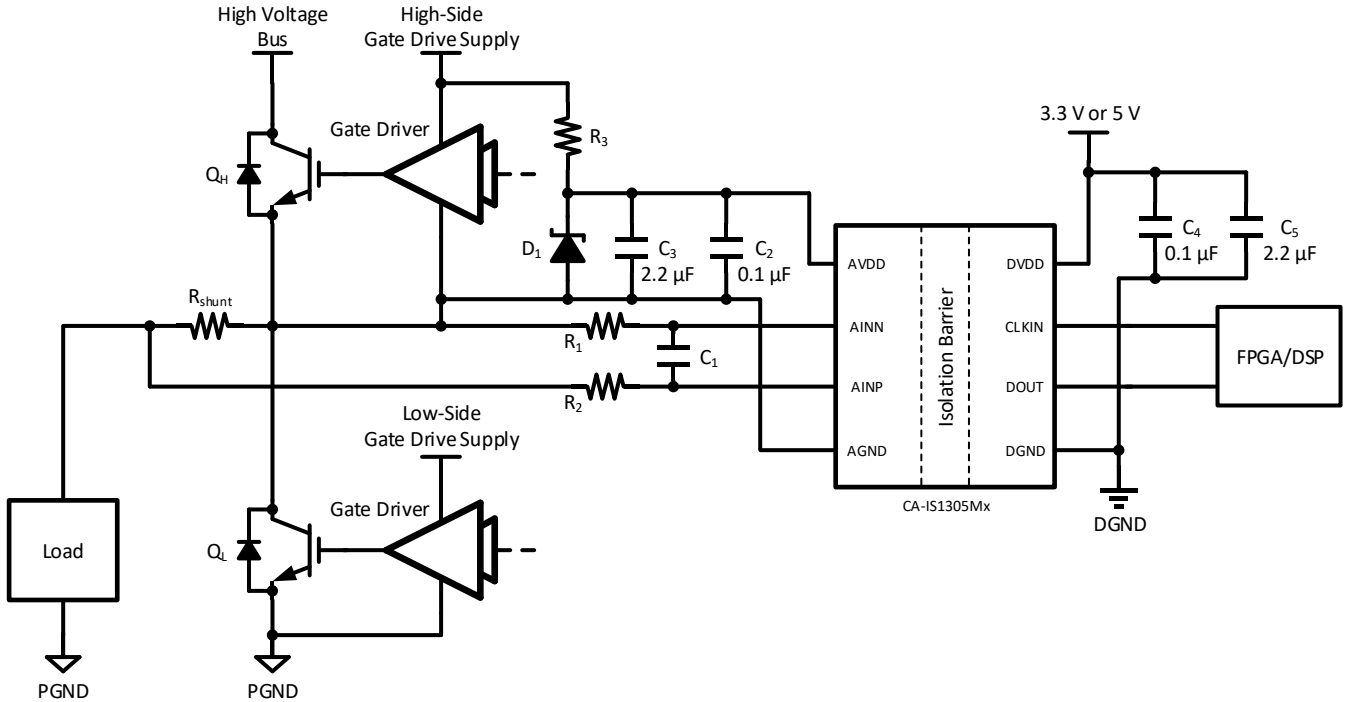 High Voltage
Bus
High-Side
Gate Drive Supply
Gate Driver
R3
3.3 V or 5 V
QH
D1
C3
2.2 µF
C2
0.1 µF
C4
0.1 µF
C5
2.2 µF
AVDD
DVDD
Rshunt
R1
AINN
CLKIN
C1
Isolation Barrier
FPGA/DSP
R2
AINP
DOUT
Low-Side
Gate Drive Supply
AGND
DGND
Gate Driver
CA-IS1305Mx
DGND
Load
QL
PGND
PGND